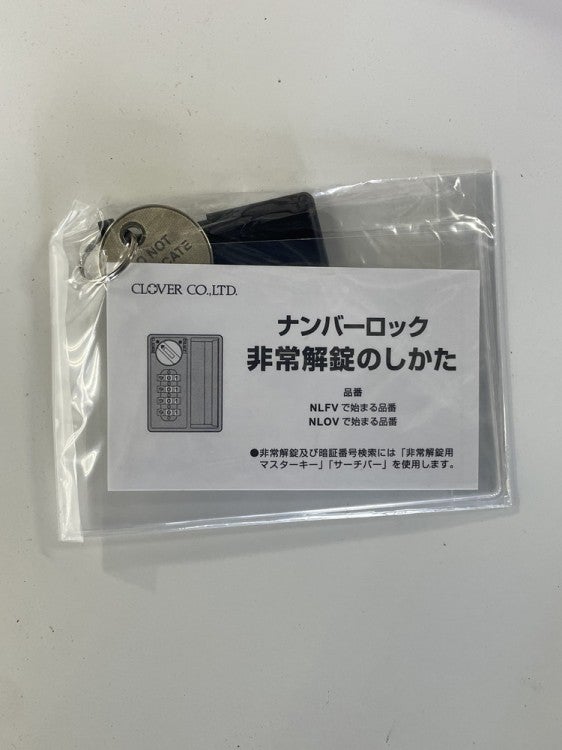 DO NOT
CLOVER CO.,LTD.
ナンバーロック
非常解錠のしかた
品番
NLFVで始まる品番
NLOVで始まる品番
●非常解錠及び暗証番号検索には「非常解錠用
マスターキー」「サーチバー」を使用します。